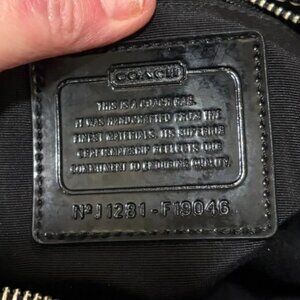 COACH
THIS IS A COACH BAG.
IT WAS HANDCRAFTED FROM THE
FINEST MATERIALS. ITS SUPERIOR
CRAFTSMANSHIP REFLECTS OUR
COMMITMENT TO ENDURING QUALITY.
Nº J1281-F19046